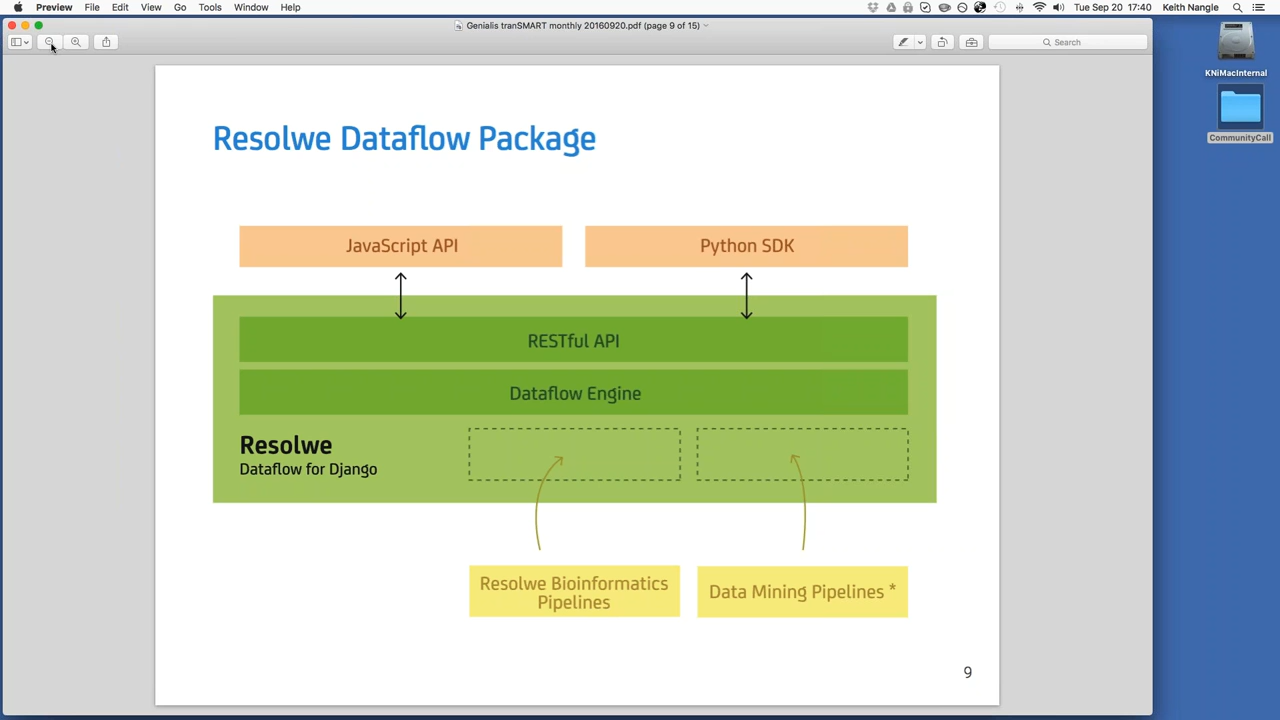 Preview File Edit View Go Tools Window Help
Tue Sep 20 17:40 Keith Nangle
Genialis tranSMART monthly 20160920.pdf (page 9 of 15)
Search
KNiMacInternal
CommunityCall
Resolwe Dataflow Package
JavaScript API
Python SDK
RESTful API
Dataflow Engine
Resolwe
Dataflow for Django
Resolwe Bioinformatics
Pipelines
Data Mining Pipelines *
9